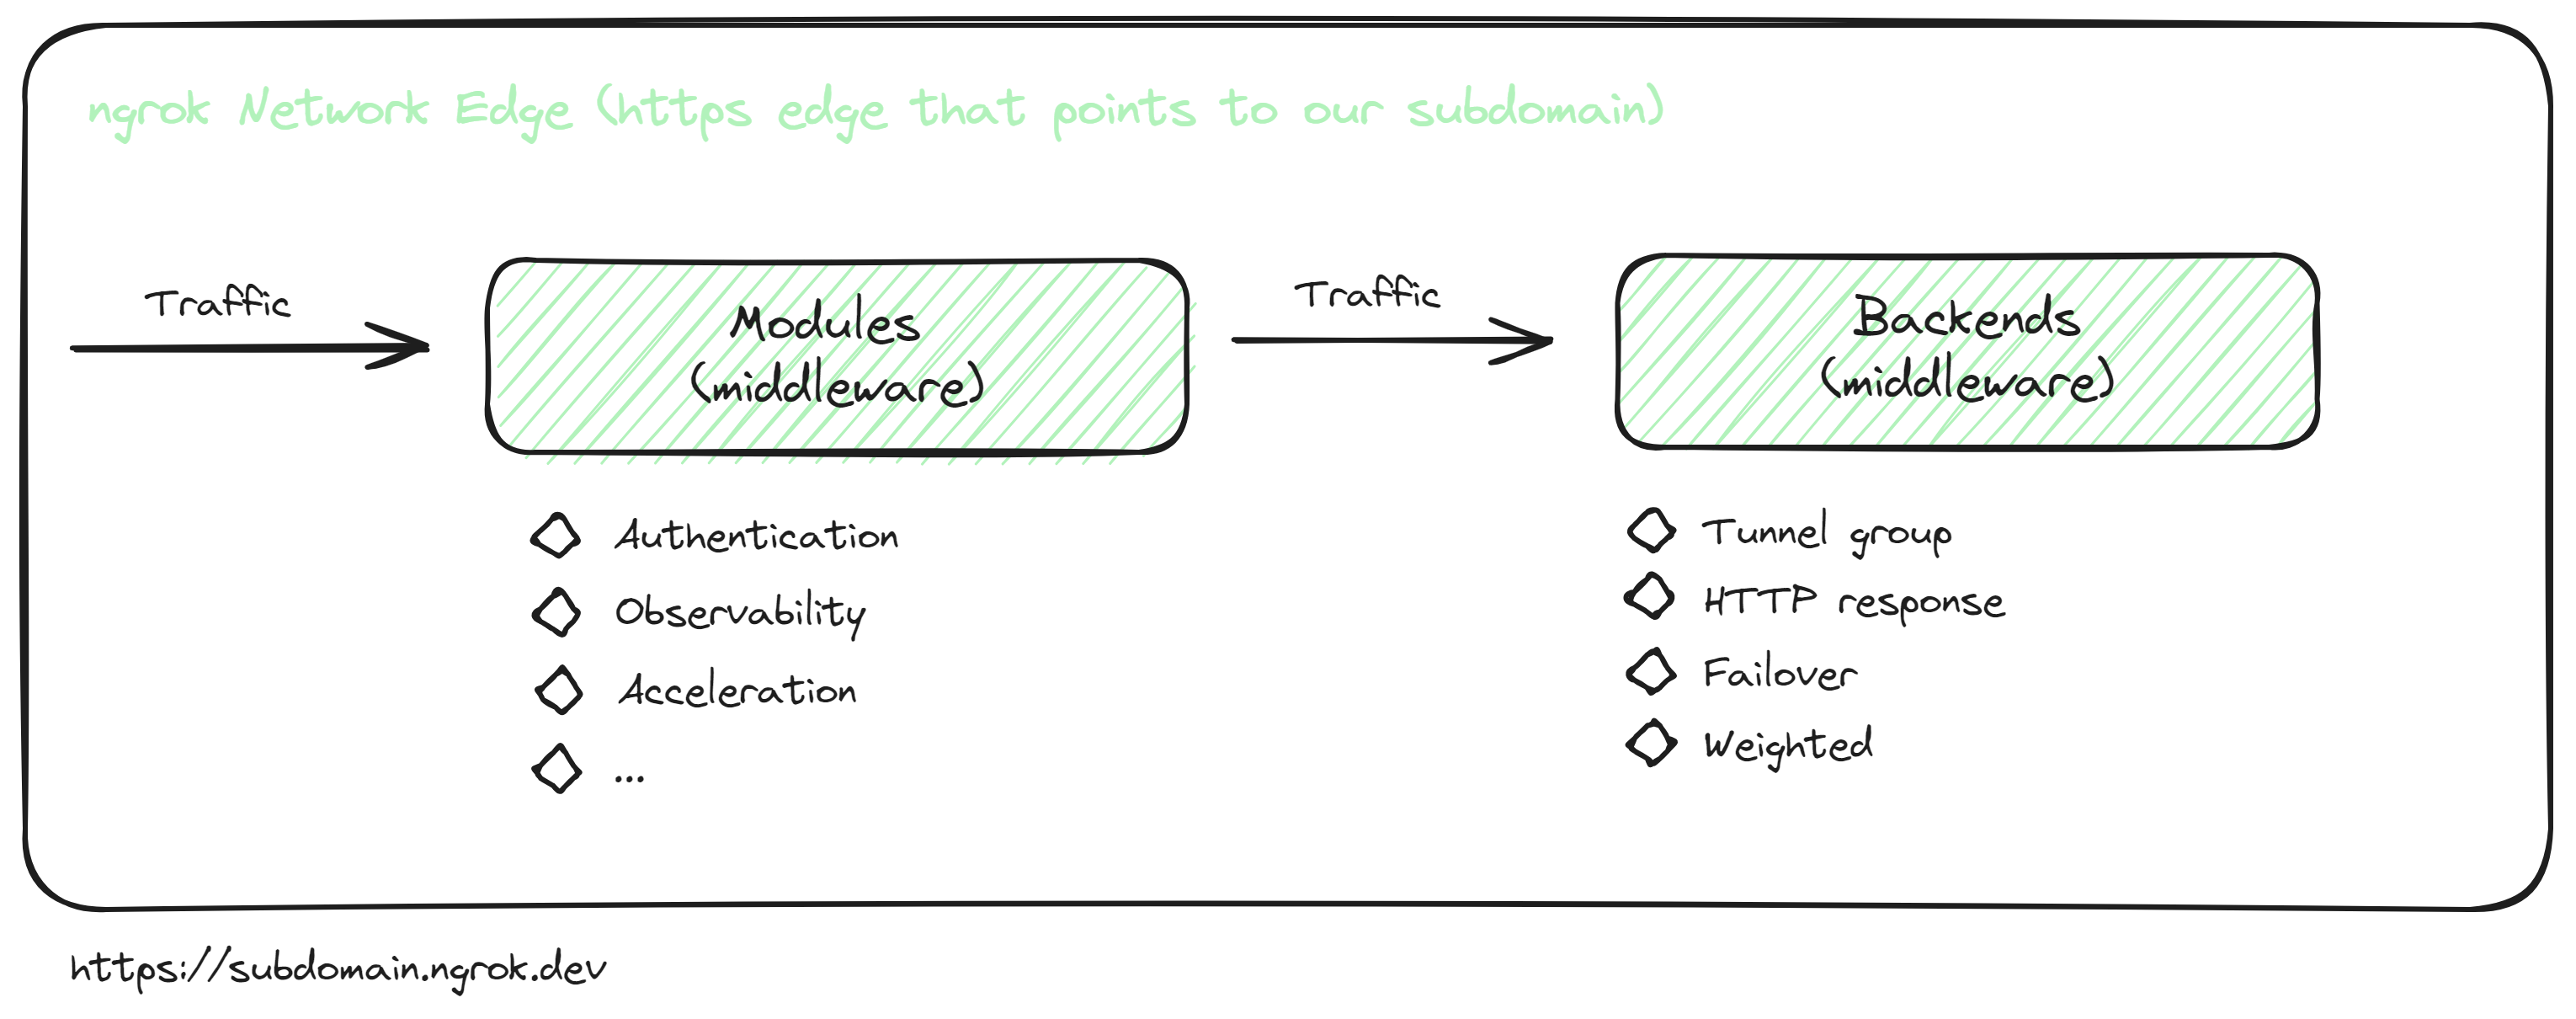 ngrok Network Edge (https edge that points to our subdomain)
Traffic
Modules
(middleware)
Authentication
Observability
Acceleration
...
Traffic
Backends
(middleware)
Tunnel group
HTTP response
Failover
Weighted
https://subdomain.ngrok.dev